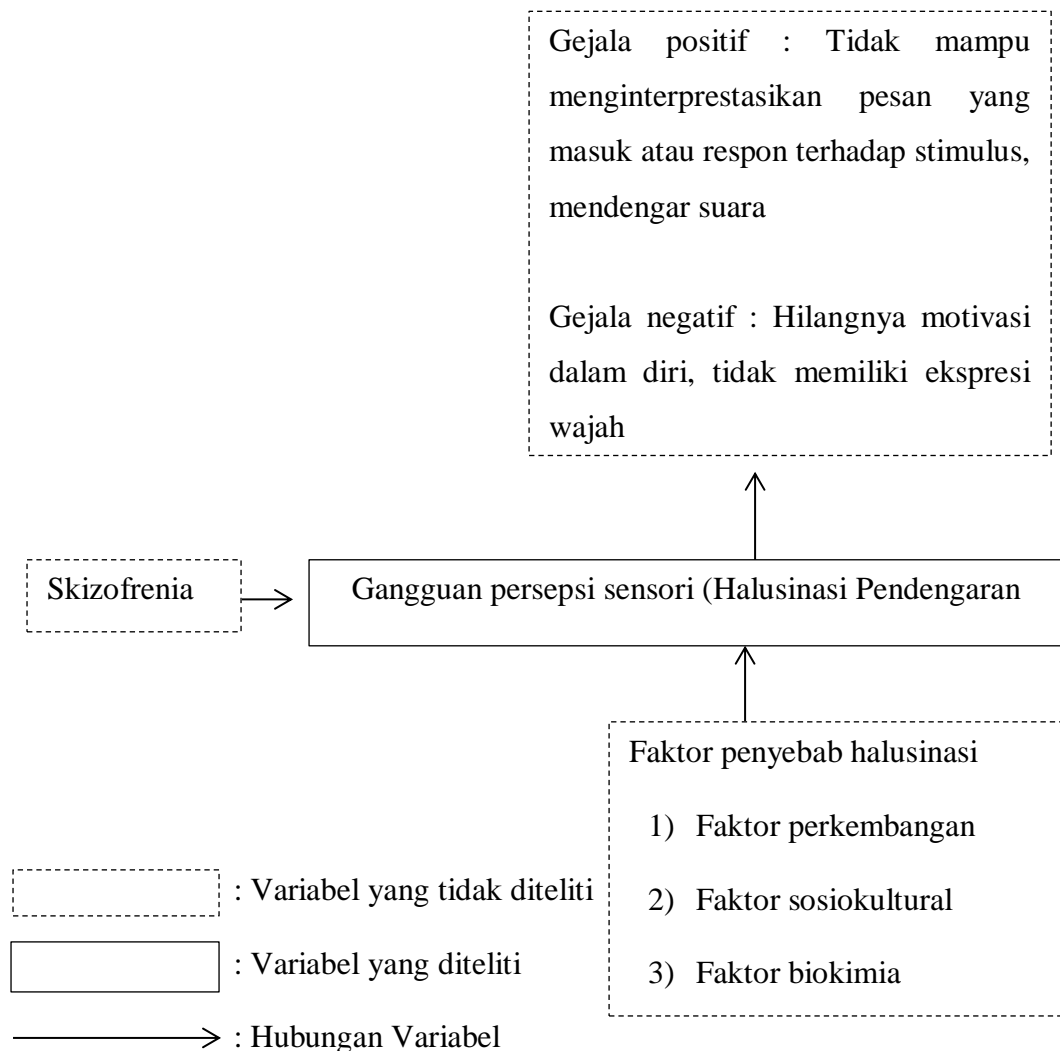 Gejala positif : Tidak mampu
menginterprestasikan pesan yang
masuk atau respon terhadap stimulus,
mendengar suara
Gejala negatif : Hilangnya motivasi
dalam diri, tidak memiliki ekspresi
wajah
Skizofrenia
Gangguan persepsi sensori (Halusinasi Pendengaran
Faktor penyebab halusinasi
1) Faktor perkembangan
2) Faktor sosiokultural
3) Faktor biokimia
: Variabel yang tidak diteliti
: Variabel yang diteliti
: Hubungan Variabel